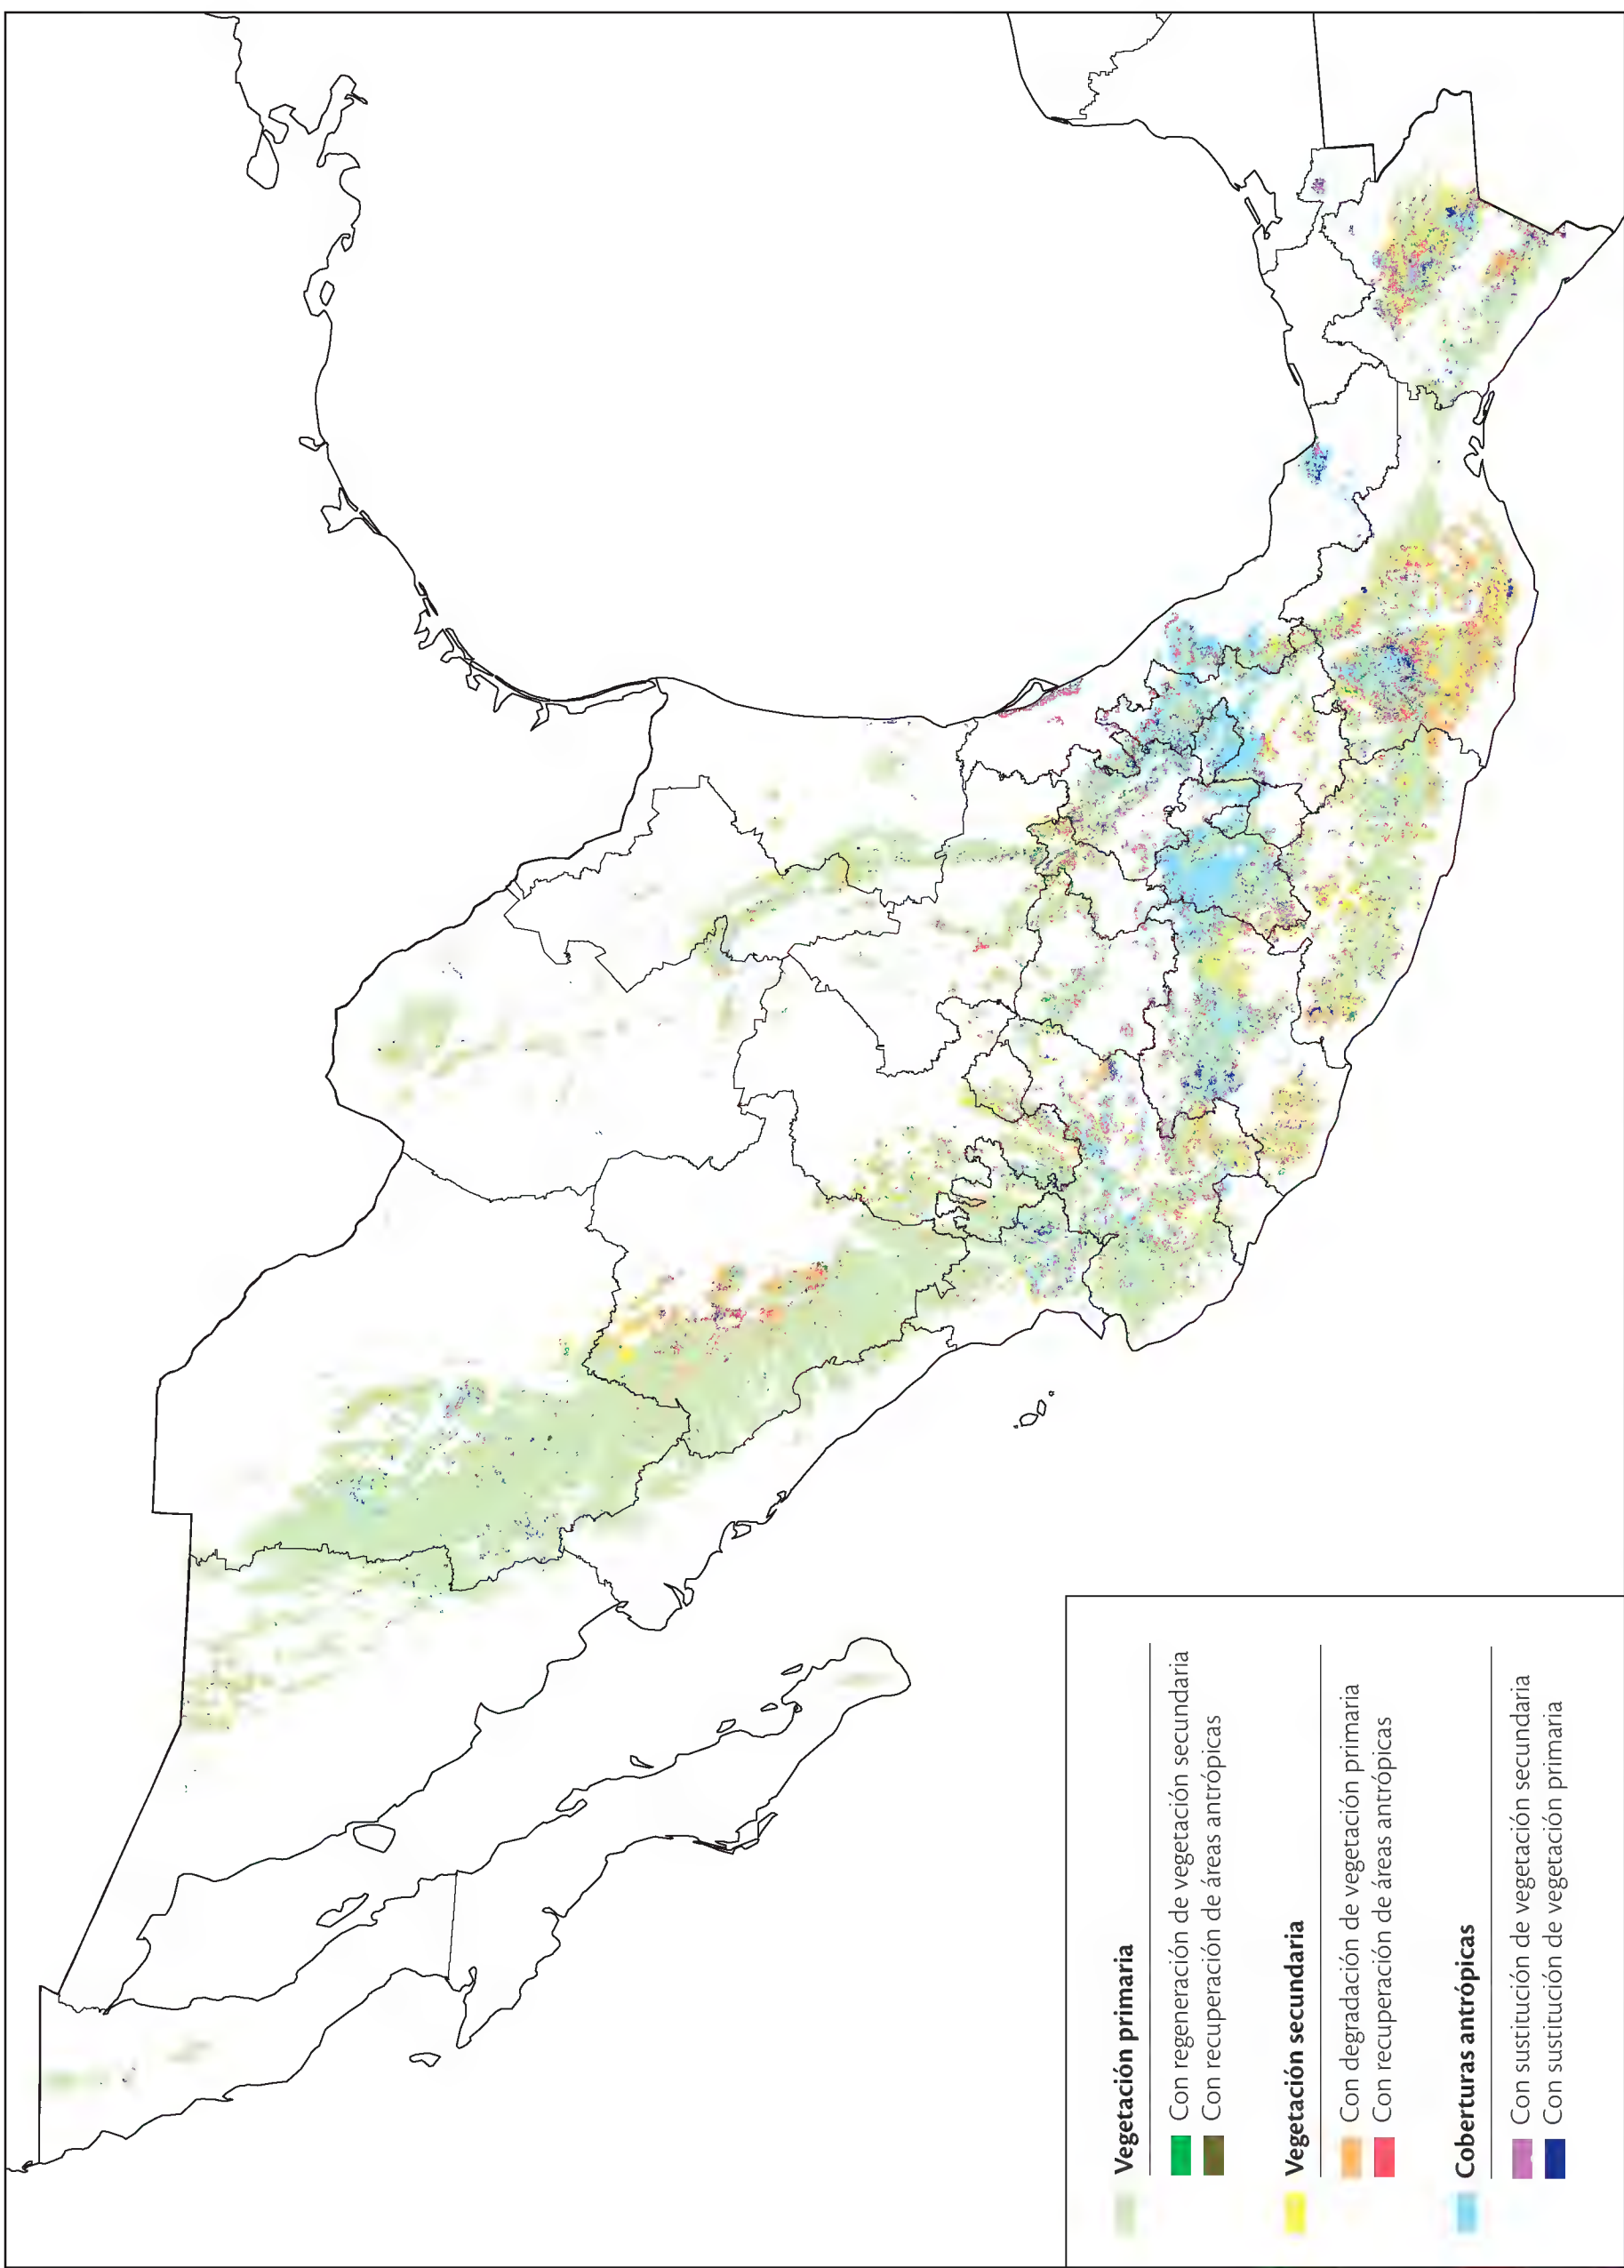 Vegetación primaria
Con regeneración de vegetación secundaria
Con recuperación de áreas antrópicas
Vegetación secundaria
Con degradación de vegetación primaria
Con recuperación de áreas antrópicas
Coberturas antrópicas
Con sustitución de vegetación secundaria
Con sustitución de vegetación primaria